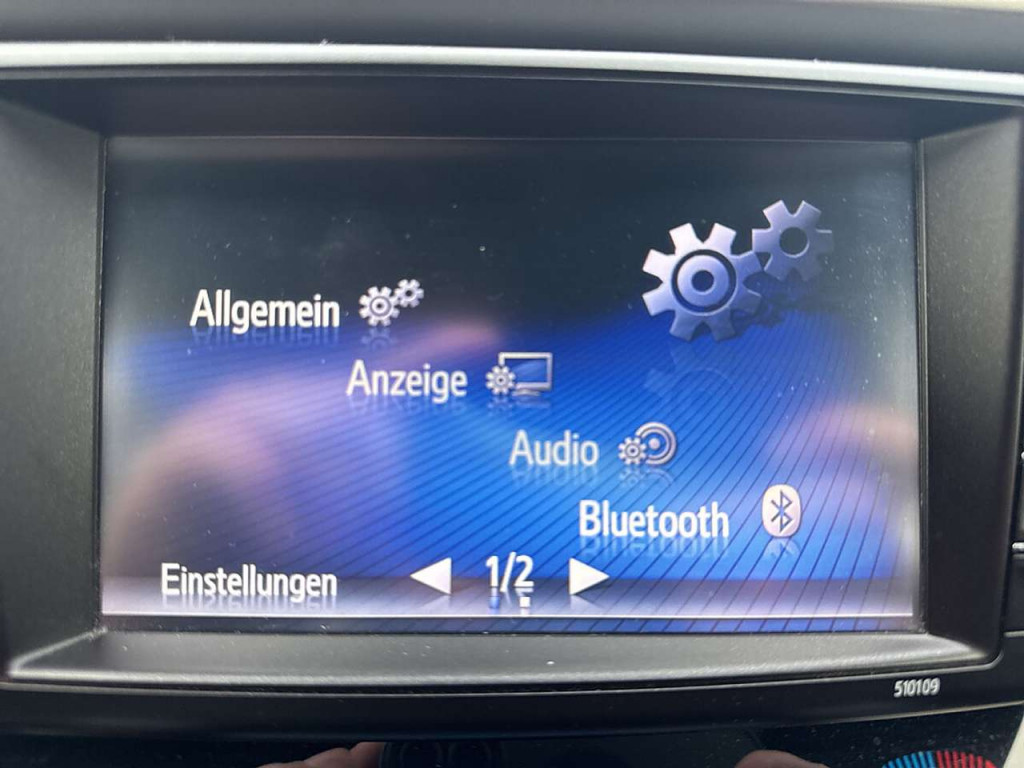 Allgemein
Anzeige
Audio
Bluetooth
Einstellungen
1/2
510109